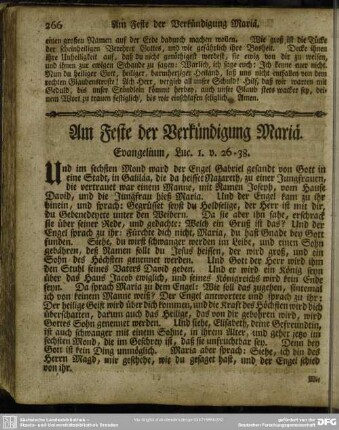 266 Am Feste der Verkündigung Mariä.
einen großen Namen auf der Erde dadurch machen wollen. Wie groß ist die Tücke
der scheinheiligen Verehrer Gottes, und wie gefährlich ihre Bosheit. Decke ihnen
ihre Unheiligkeit auf, daß du nicht genöthiget werdest, sie ewig von dir zu weisen,
und ihnen zur ewigen Schande zu sagen: Warlich, ich sage euch: Ich kenne euer nicht.
Nun du heiliger Gott, heiliger, barmherziger Heiland, laß uns nicht entfallen von dem
rechten Glaubenstroste! Ach Herr, vergieb all unsre Schuld! Hilf, daß wir warten mit
Geduld, bis unser Stündlein kömmt herbey, auch unser Glaub stets wacker sey, dei-
nem Wort zu trauen festiglich, bis wir einschlafen seliglich. Amen.
Am Feste der Verkündigung Mariä.
Evangelium, Luc. 1. v. 26-38.
Und im sechsten Mond ward der Engel Gabriel gesandt von Gott in
eine Stadt, in Galiläa, die da heißet Nazareth, zu einer Jungfrauen,
die vertrauet war einem Manne, mit Namen Joseph, vom Hause
David, und die Jungfrau hieß Maria. Und der Engel kam zu ihr
hinein, und sprach: Gegrüßet seyst du Holdselige, der Herr ist mit dir,
du Gebenedeyete unter den Weibern. Da sie aber ihn sahe, erschrack
sie über seiner Rede, und gedachte: Welch ein Gruß ist das? Und der
Engel sprach zu ihr: Fürchte dich nicht, Maria, du hast Gnade bey Gott
funden. Siehe, du wirst schwanger werden im Leibe, und einen Sohn
gebähren, deß Namen sollt du Jesus heißen, der wird groß, und ein
Sohn des Höchsten genennet werden. Und Gott der Herr wird ihm
den Stuhl seines Vaters David geben. Und er wird ein König seyn
über das Haus Jacob ewiglich, und seines Königreichs wird kein Ende
seyn. Da sprach Maria zu dem Engel: Wie soll das zugehen, sintemal
ich von keinem Manne weiß? Der Engel antwortete und sprach zu ihr:
Der heilige Geist wird über dich kommen, und die Kraft des Höchsten wird dich
überschatten, darum auch das Heilige, das von dir gebohren wird, wird
Gottes Sohn genennet werden. Und siehe, Elisabeth, deine Gefreundtin,
ist auch schwanger mit einem Sohne, in ihrem Alter, und gehet jetzo im
sechsten Mond, die im Geschrey ist, daß sie unfruchtbar sey. Denn bey
Gott ist kein Ding unmöglich. Maria aber sprach: Siehe, ich bin des
Herrn Magd, mir geschehe, wie du gesaget hast, und der Engel schied
von ihr.
Wie